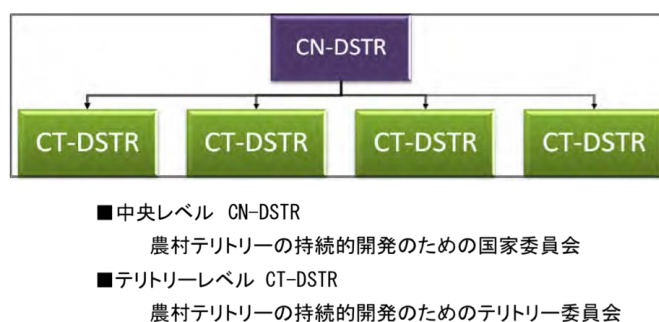 CN-DSTR
CT-DSTR CT-DSTR CT-DSTR CT-DSTR
■中央レベル CN-DSTR
農村テリトリーの持続的開発のための国家委員会
■テリトリーレベル CT-DSTR
農村テリトリーの持続的開発のためのテリトリー委員会